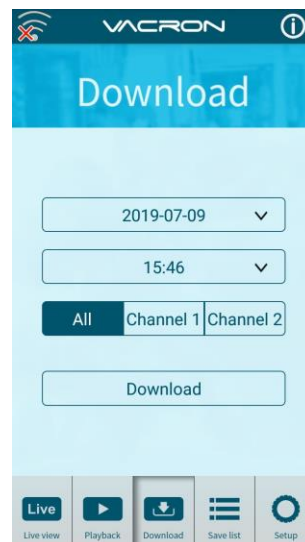 VACRON
Download
2019-07-09
15:46
All Channel 1 Channel 2
Download
Live
Live view Playback Download Save list Setup